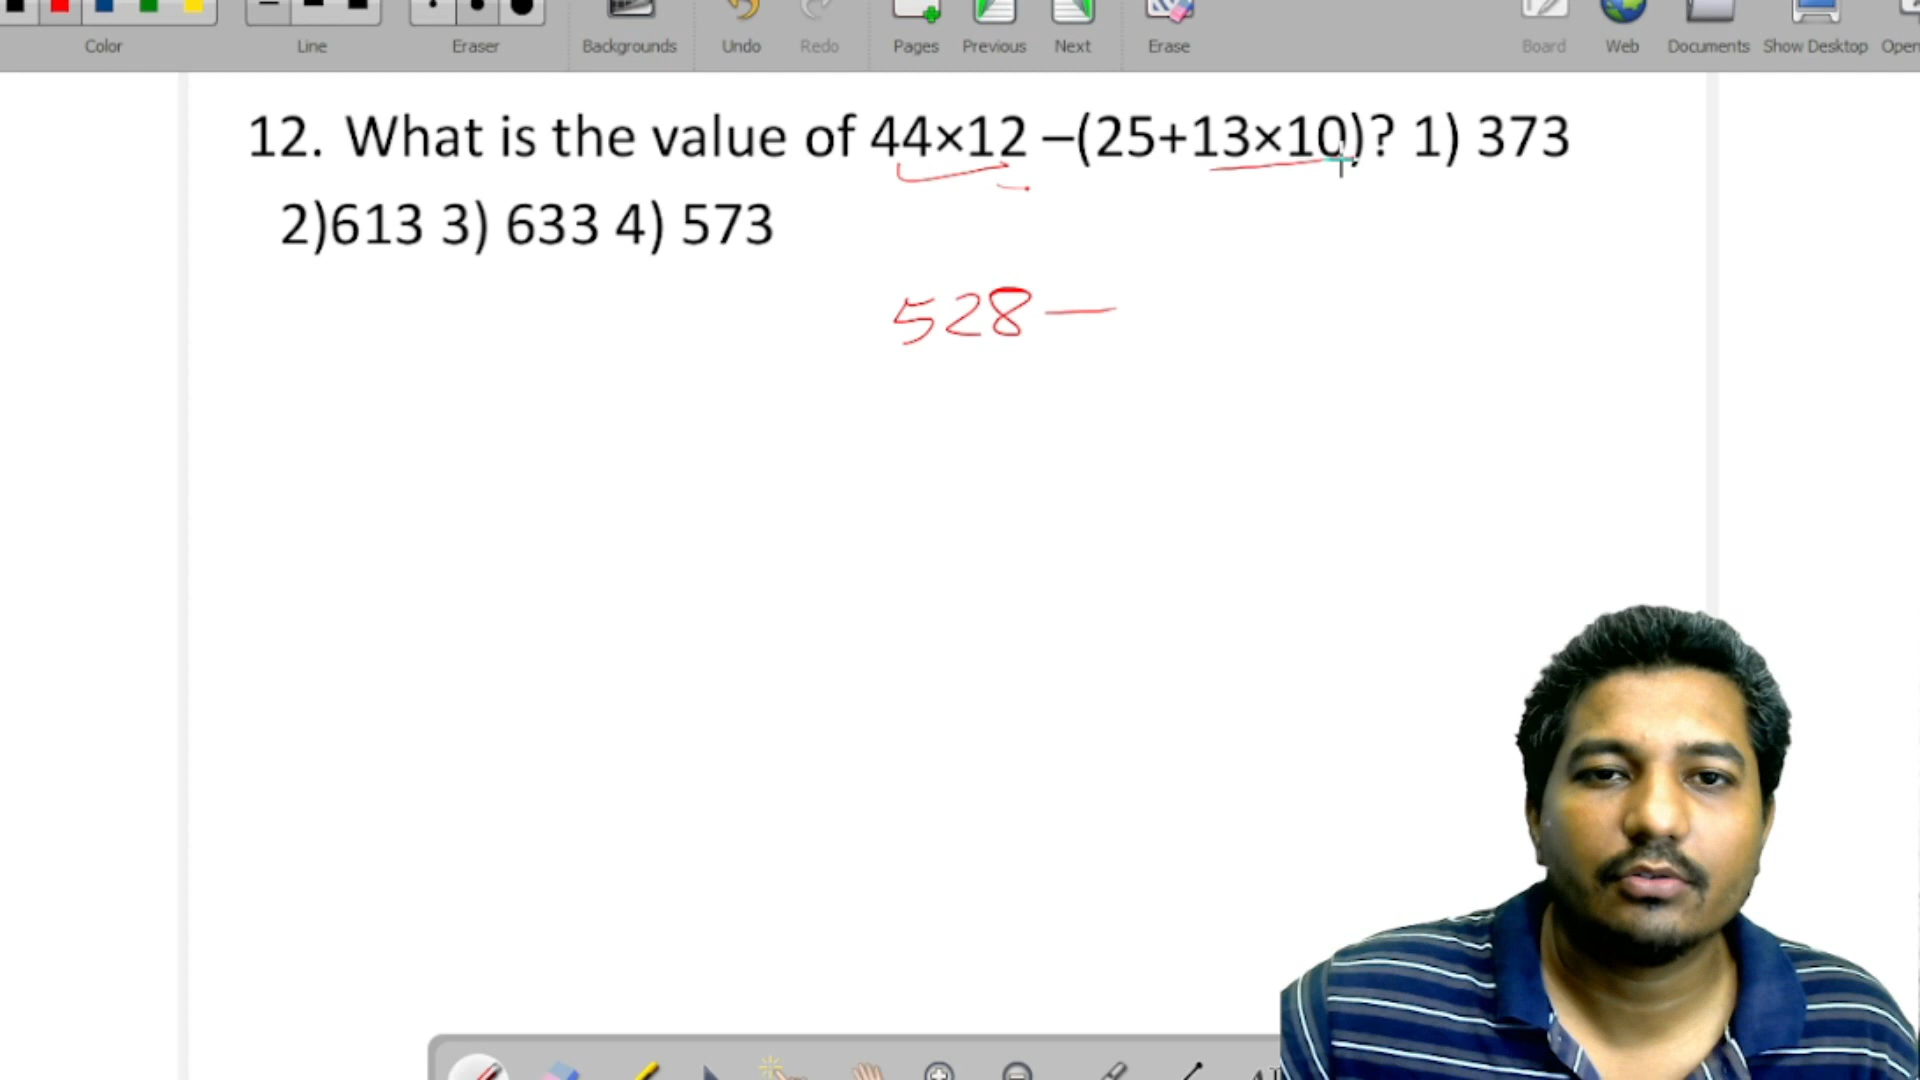 Color Line Eraser Backgrounds Undo Redo Pages Previous Next Erase Board Web Documents Show Desktop Open
12. What is the value of 44×12 –(25+13×10)? 1) 373
2)613 3) 633 4) 573
528 —